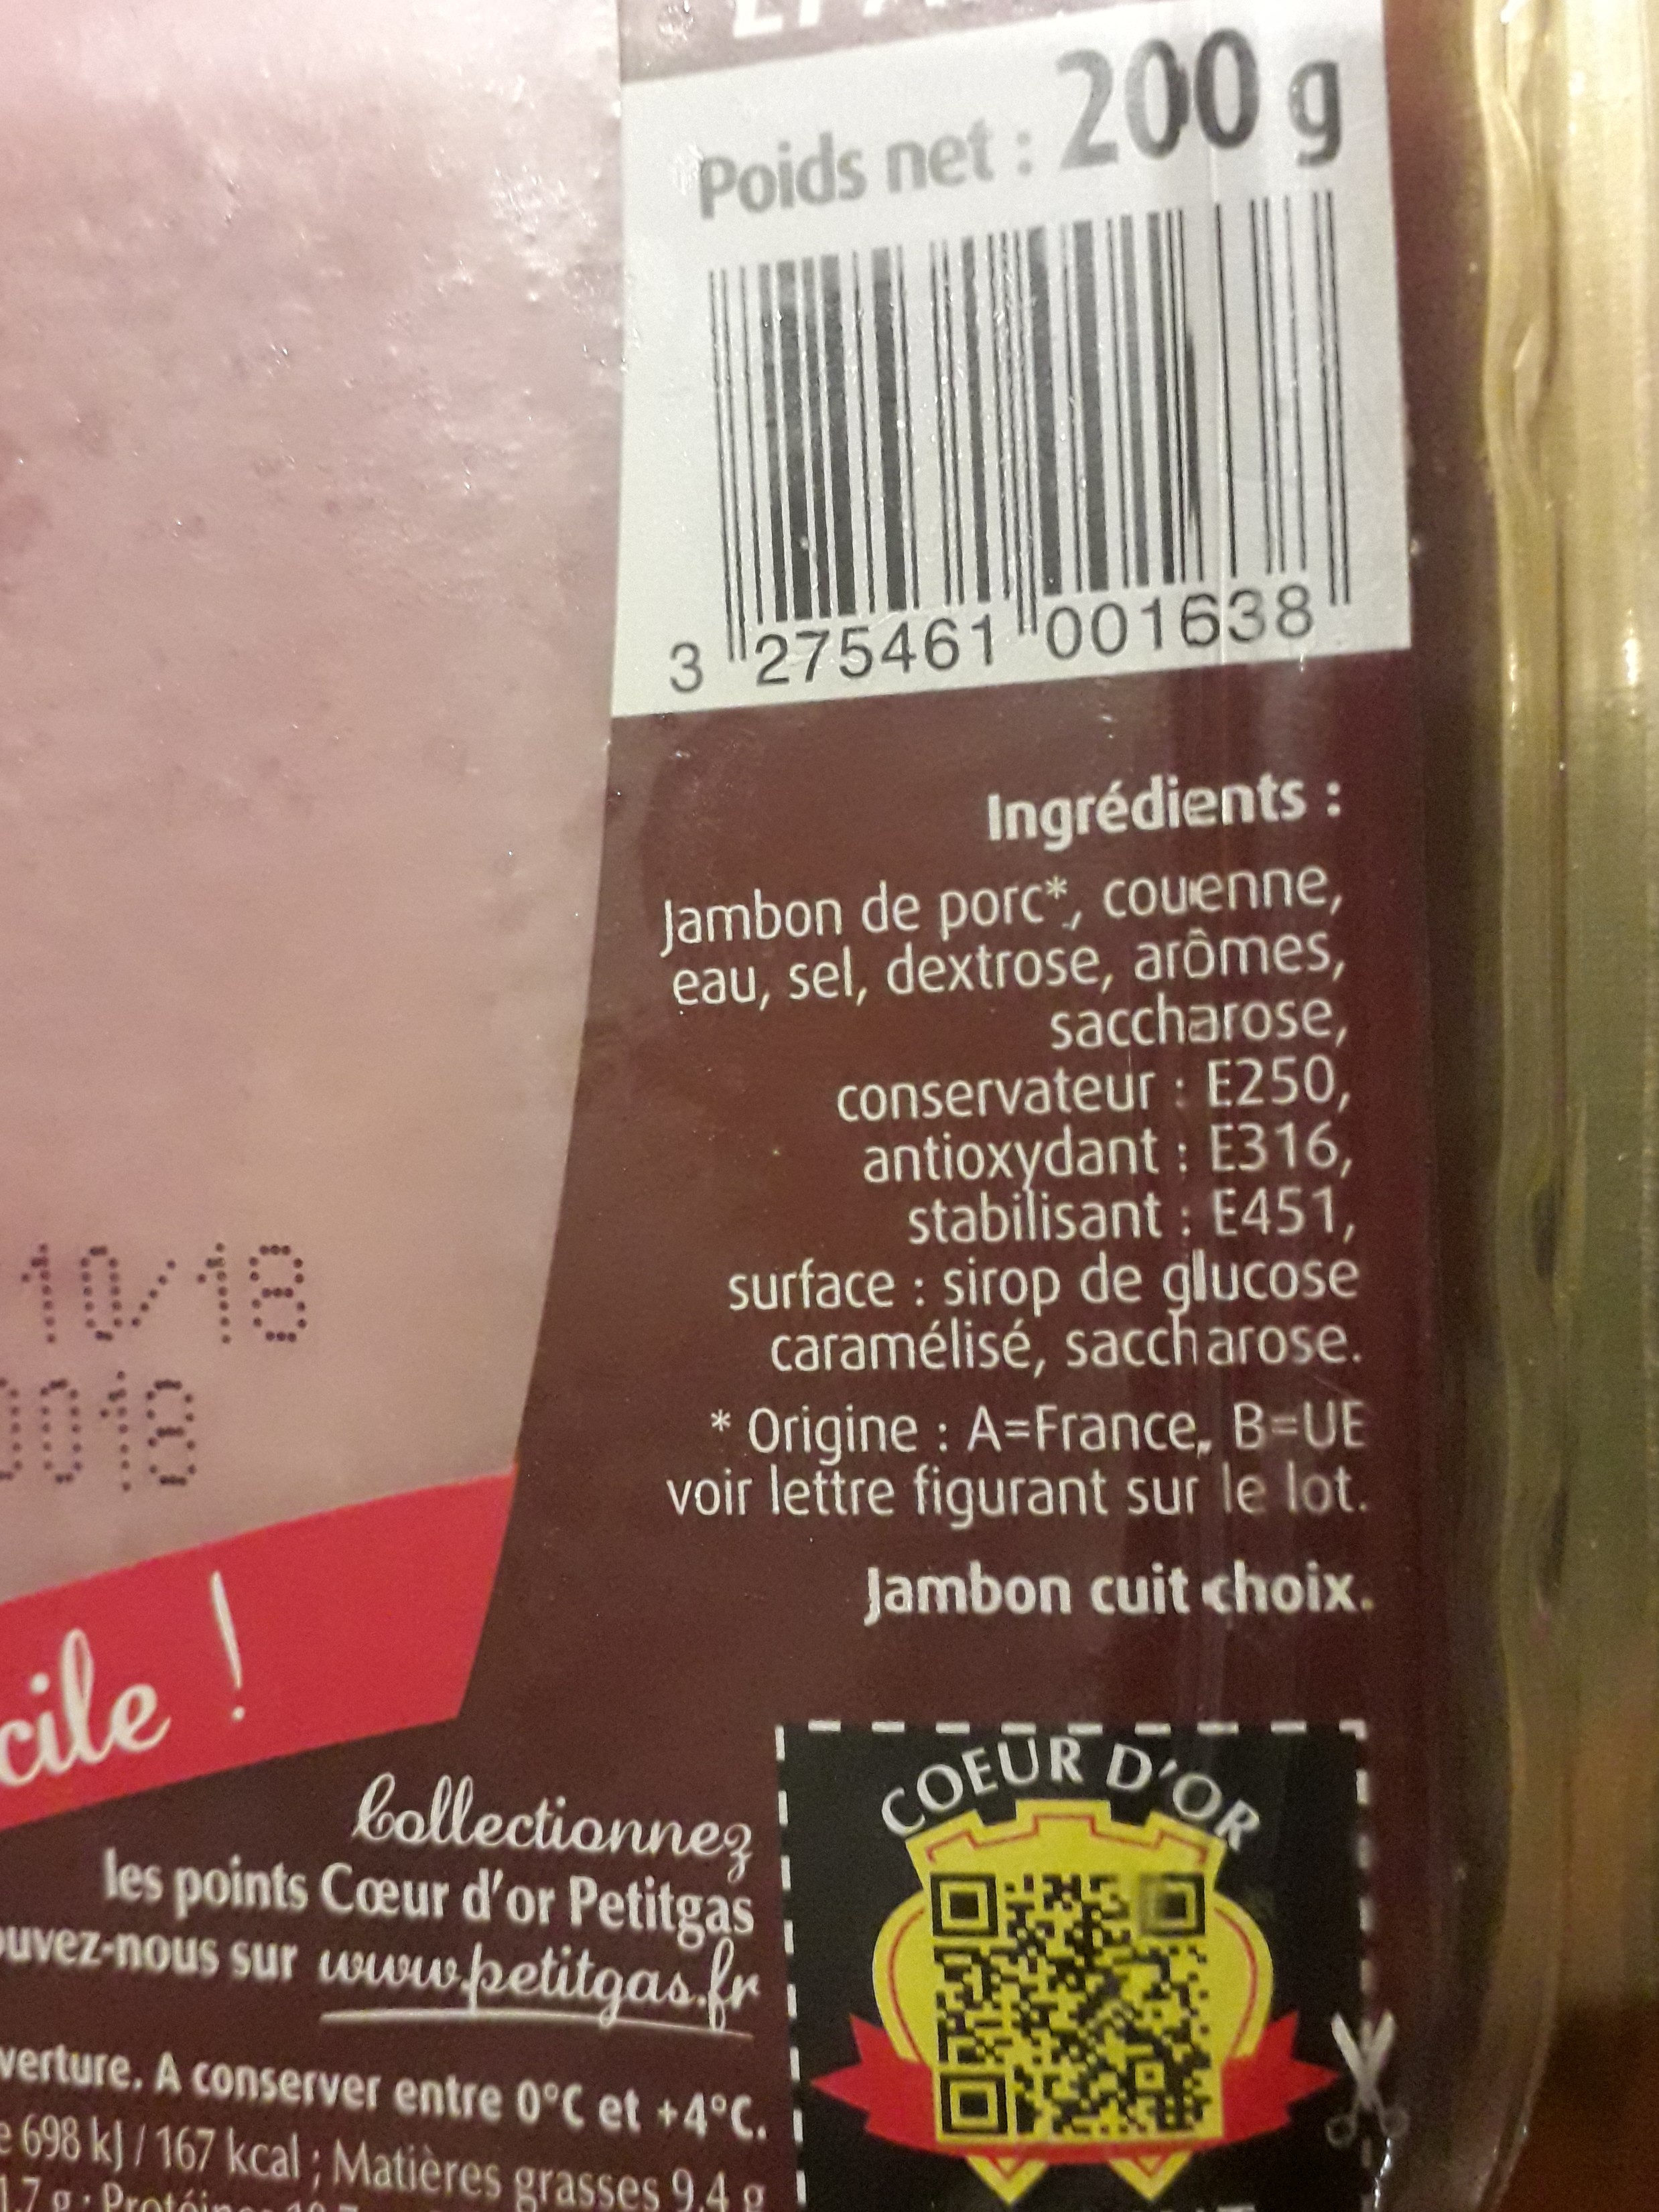 Poids net : 200 g
3 275461 001638
Ingrédients :
Jambon de porc*, couenne,
eau, sel, dextrose, arômes,
saccharose,
conservateur : E250,
antioxydant : E316,
stabilisant : E451,
surface : sirop de glucose
caramélisé, saccharose.
* Origine : A=France, B=UE
voir lettre figurant sur le lot.
Jambon cuit choix.
10/18
0018
cile !
Collectionnez
les points Cœur d'or Petitgas
ouvez-nous sur www.petitgas.fr
verture. A conserver entre 0°C et +4°C.
e 698 kJ / 167 kcal ; Matières grasses 9,4 g
1,7 g ;
COEUR D'OR